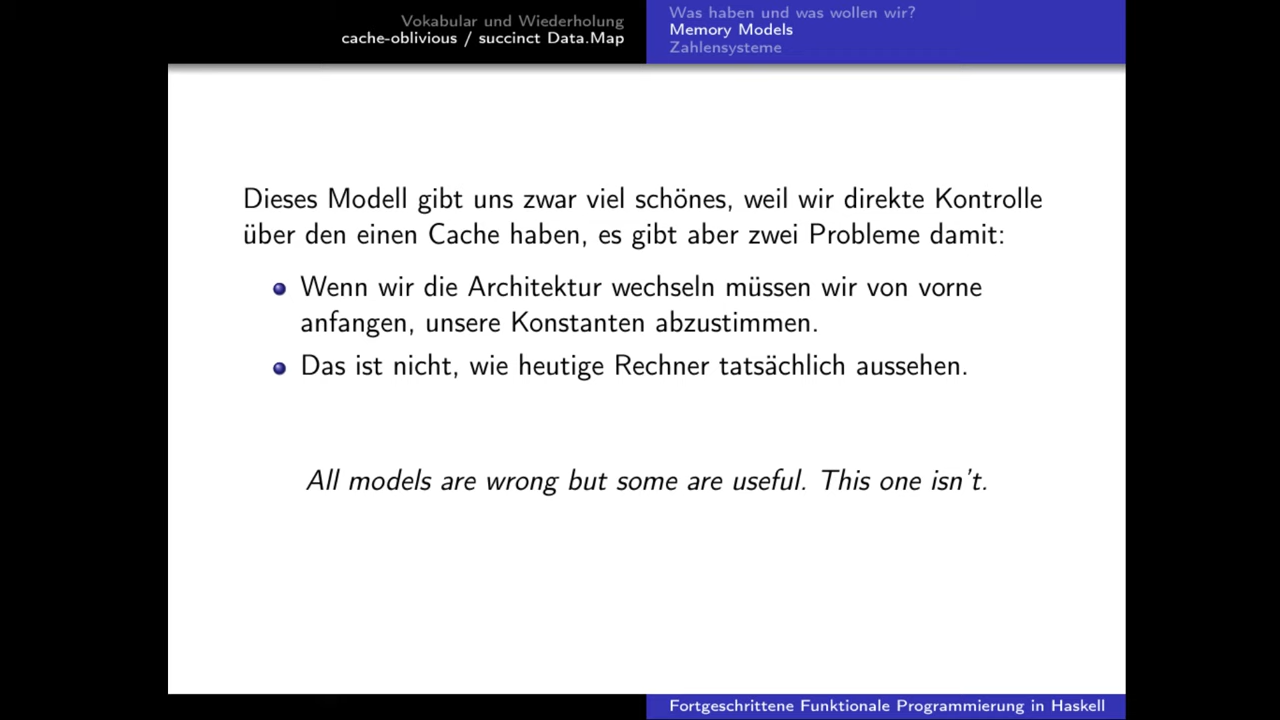 Vokabular und Wiederholung
cache-oblivious / succinct Data.Map
Was haben und was wollen wir?
Memory Models
Zahlensysteme
Dieses Modell gibt uns zwar viel schönes, weil wir direkte Kontrolle
über den einen Cache haben, es gibt aber zwei Probleme damit:
Wenn wir die Architektur wechseln müssen wir von vorne
anfangen, unsere Konstanten abzustimmen.
Das ist nicht, wie heutige Rechner tatsächlich aussehen.
All models are wrong but some are useful. This one isn't.
Fortgeschrittene Funktionale Programmierung in Haskell